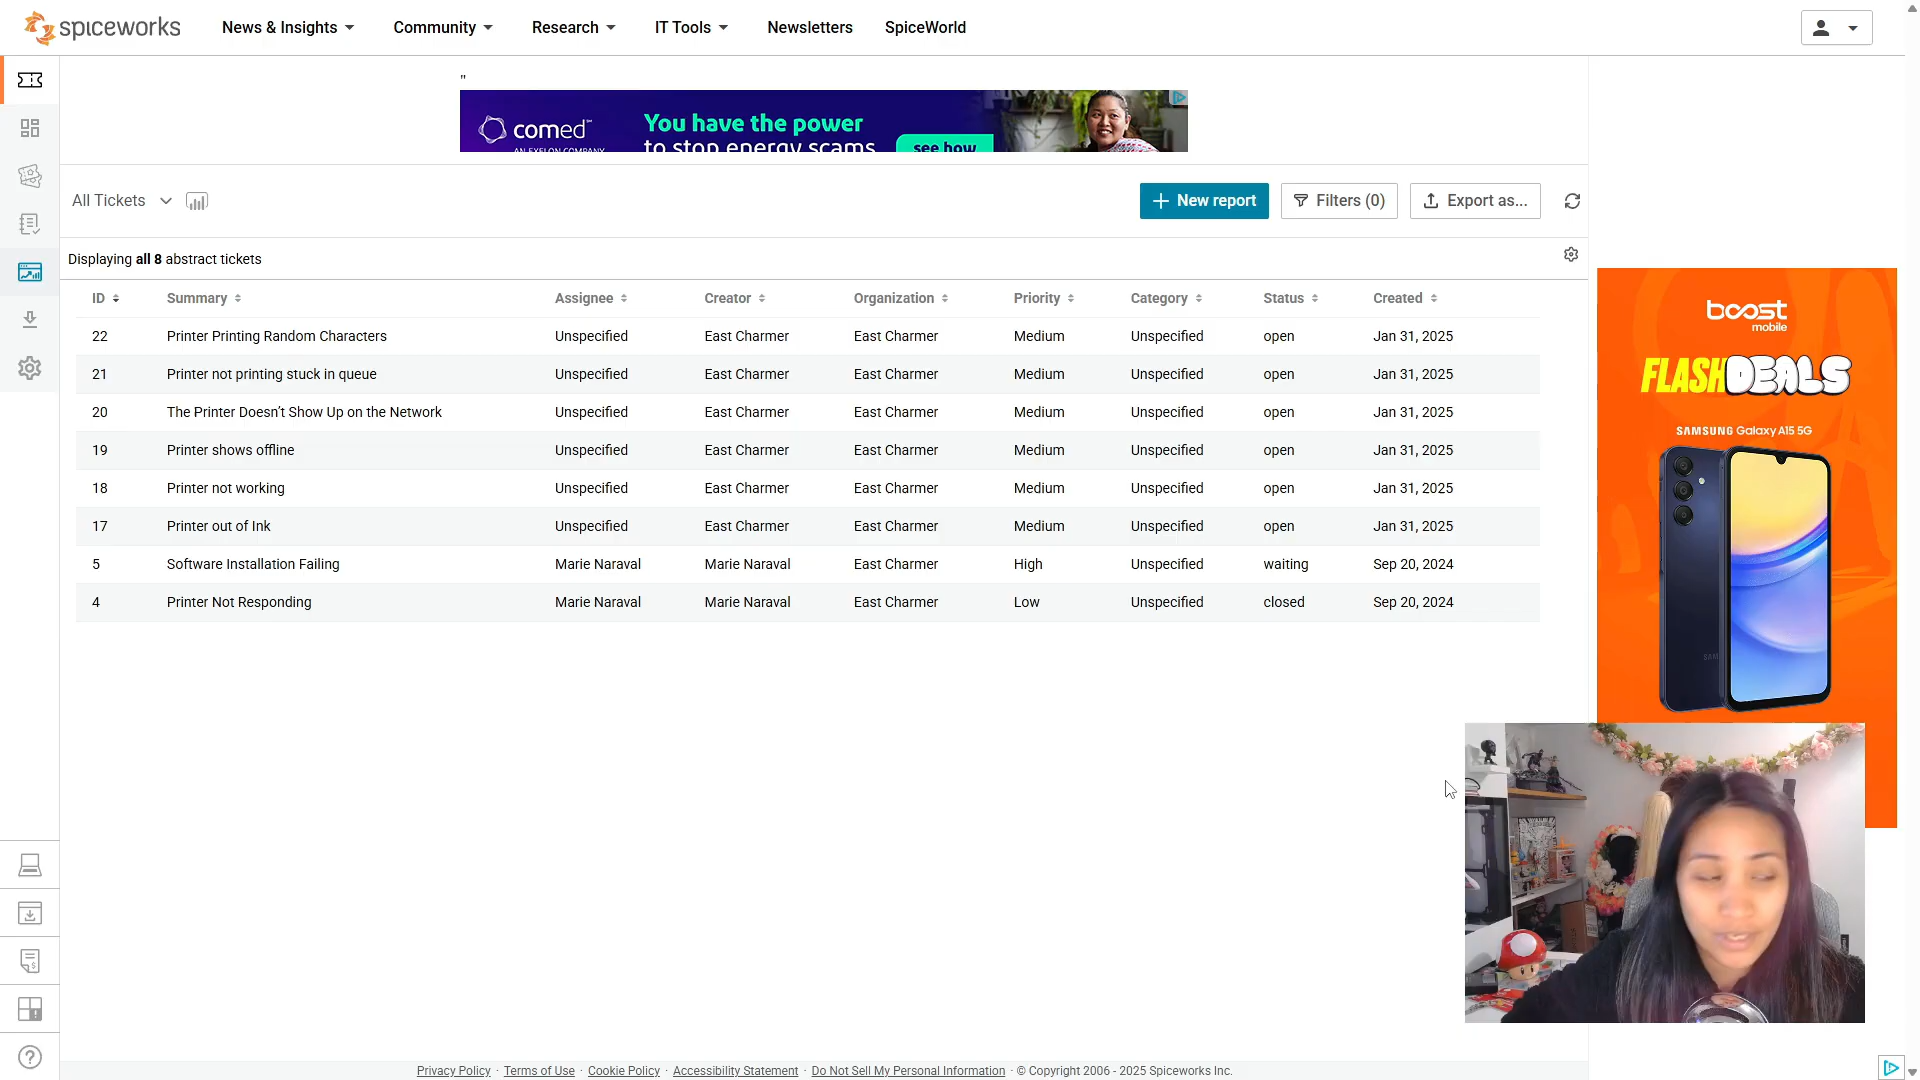 spiceworks News & Insights Community Research IT Tools Newsletters SpiceWorld
"
comed™ You have the power
AN EXELON COMPANY to stop energy scams see how
All Tickets New report Filters (0) Export as...
Displaying all 8 abstract tickets
ID Summary Assignee Creator Organization Priority Category Status Created
22 Printer Printing Random Characters Unspecified East Charmer East Charmer Medium Unspecified open Jan 31, 2025
21 Printer not printing stuck in queue Unspecified East Charmer East Charmer Medium Unspecified open Jan 31, 2025
20 The Printer Doesn’t Show Up on the Network Unspecified East Charmer East Charmer Medium Unspecified open Jan 31, 2025
19 Printer shows offline Unspecified East Charmer East Charmer Medium Unspecified open Jan 31, 2025
18 Printer not working Unspecified East Charmer East Charmer Medium Unspecified open Jan 31, 2025
17 Printer out of Ink Unspecified East Charmer East Charmer Medium Unspecified open Jan 31, 2025
5 Software Installation Failing Marie Naraval Marie Naraval East Charmer High Unspecified waiting Sep 20, 2024
4 Printer Not Responding Marie Naraval Marie Naraval East Charmer Low Unspecified closed Sep 20, 2024
boost
mobile
FLASH DEALS
SAMSUNG Galaxy A15 5G
Privacy Policy · Terms of Use · Cookie Policy · Accessibility Statement · Do Not Sell My Personal Information · © Copyright 2006 - 2025 Spiceworks Inc.